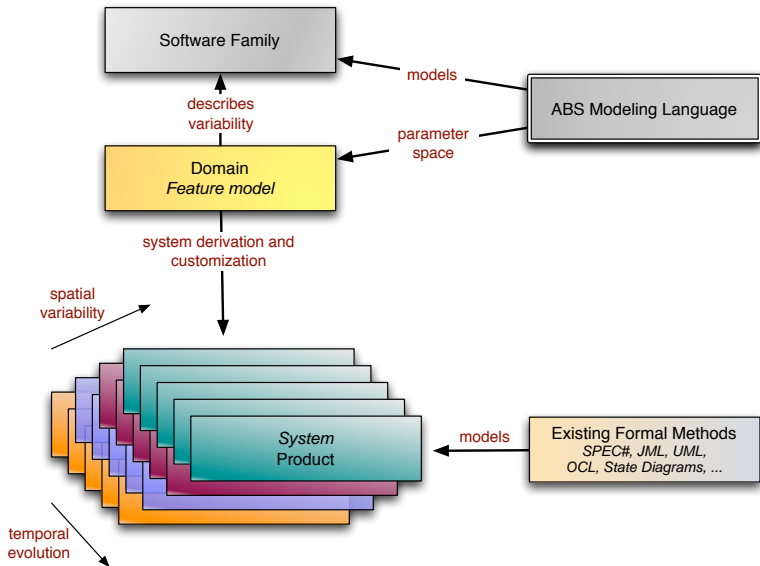 Software Family
models
ABS Modeling Language
describes
variability
parameter
space
Domain
Feature model
system derivation and
customization
spatial
variability
System
Product
models
Existing Formal Methods
SPEC#, JML, UML,
OCL, State Diagrams, ...
temporal
evolution